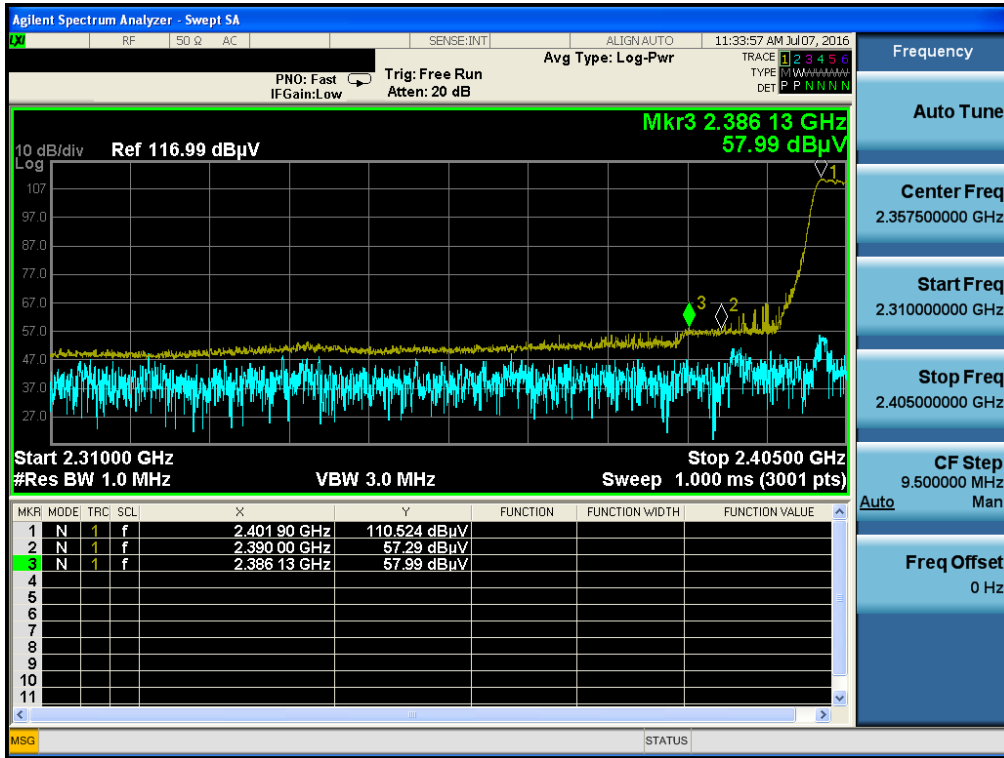 Agilent Spectrum Analyzer - Swept SA
LXI RF 50 Ω AC SENSE:INT ALIGN AUTO 11:33:57 AM Jul 07, 2016
PNO: Fast Trig: Free Run Avg Type: Log-Pwr TRACE 1 2 3 4 5 6
IFGain:Low Atten: 20 dB TYPE M WWWWW
DET P P N N N N
Mkr3 2.386 13 GHz
57.99 dBµV
10 dB/div Ref 116.99 dBµV
Log
107
97.0
87.0
77.0
67.0
57.0
47.0
37.0
27.0
1
3 2
Start 2.31000 GHz Stop 2.40500 GHz
#Res BW 1.0 MHz VBW 3.0 MHz Sweep 1.000 ms (3001 pts)
MKR MODE TRC SCL X Y FUNCTION FUNCTION WIDTH FUNCTION VALUE
1 N 1 f 2.401 90 GHz 110.524 dBµV
2 N 1 f 2.390 00 GHz 57.29 dBµV
3 N 1 f 2.386 13 GHz 57.99 dBµV
4
5
6
7
8
9
10
11
MSG STATUS
Frequency
Auto Tune
Center Freq
2.357500000 GHz
Start Freq
2.310000000 GHz
Stop Freq
2.405000000 GHz
CF Step
9.500000 MHz
Auto Man
Freq Offset
0 Hz